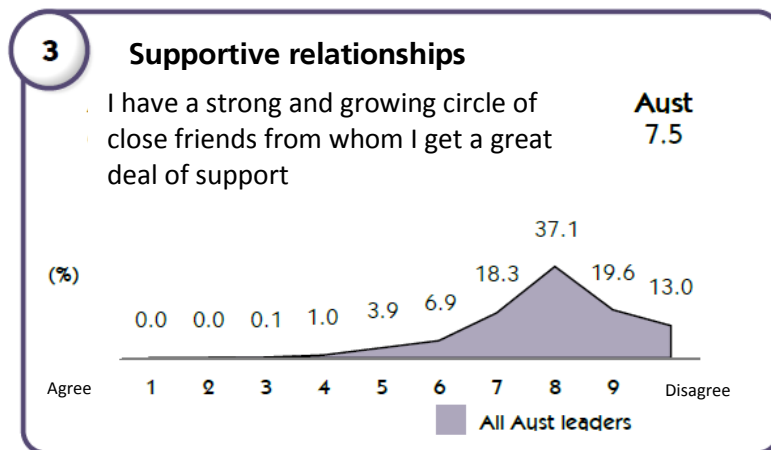 3 Supportive relationships
I have a strong and growing circle of
close friends from whom I get a great
deal of support
Aust
7.5
37.1
18.3 19.6
(%) 13.0
0.0 0.0 0.1 1.0 3.9 6.9
Agree 1 2 3 4 5 6 7 8 9 Disagree
All Aust leaders